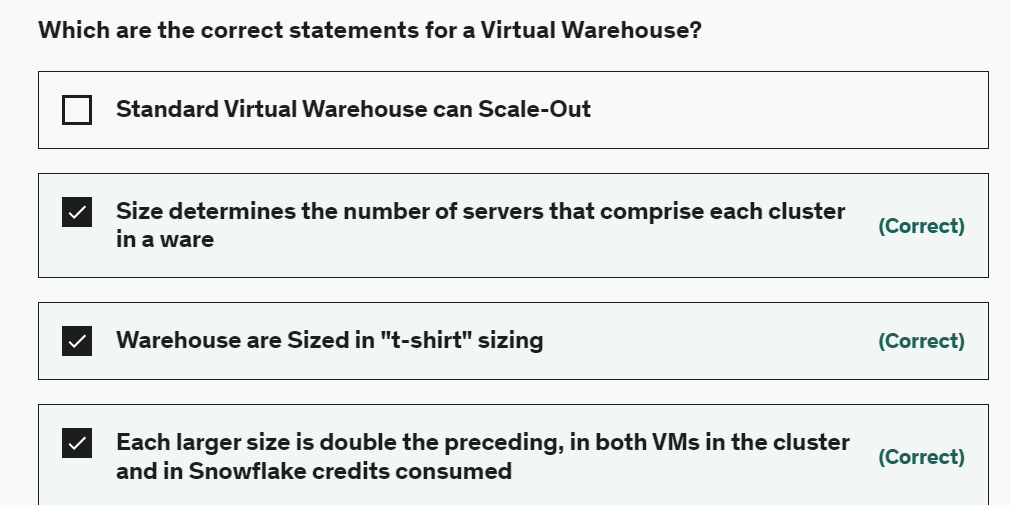 Which are the correct statements for a Virtual Warehouse?
Standard Virtual Warehouse can Scale-Out
Size determines the number of servers that comprise each cluster
in a ware
(Correct)
Warehouse are Sized in "t-shirt" sizing
(Correct)
Each larger size is double the preceding, in both VMs in the cluster
and in Snowflake credits consumed
(Correct)